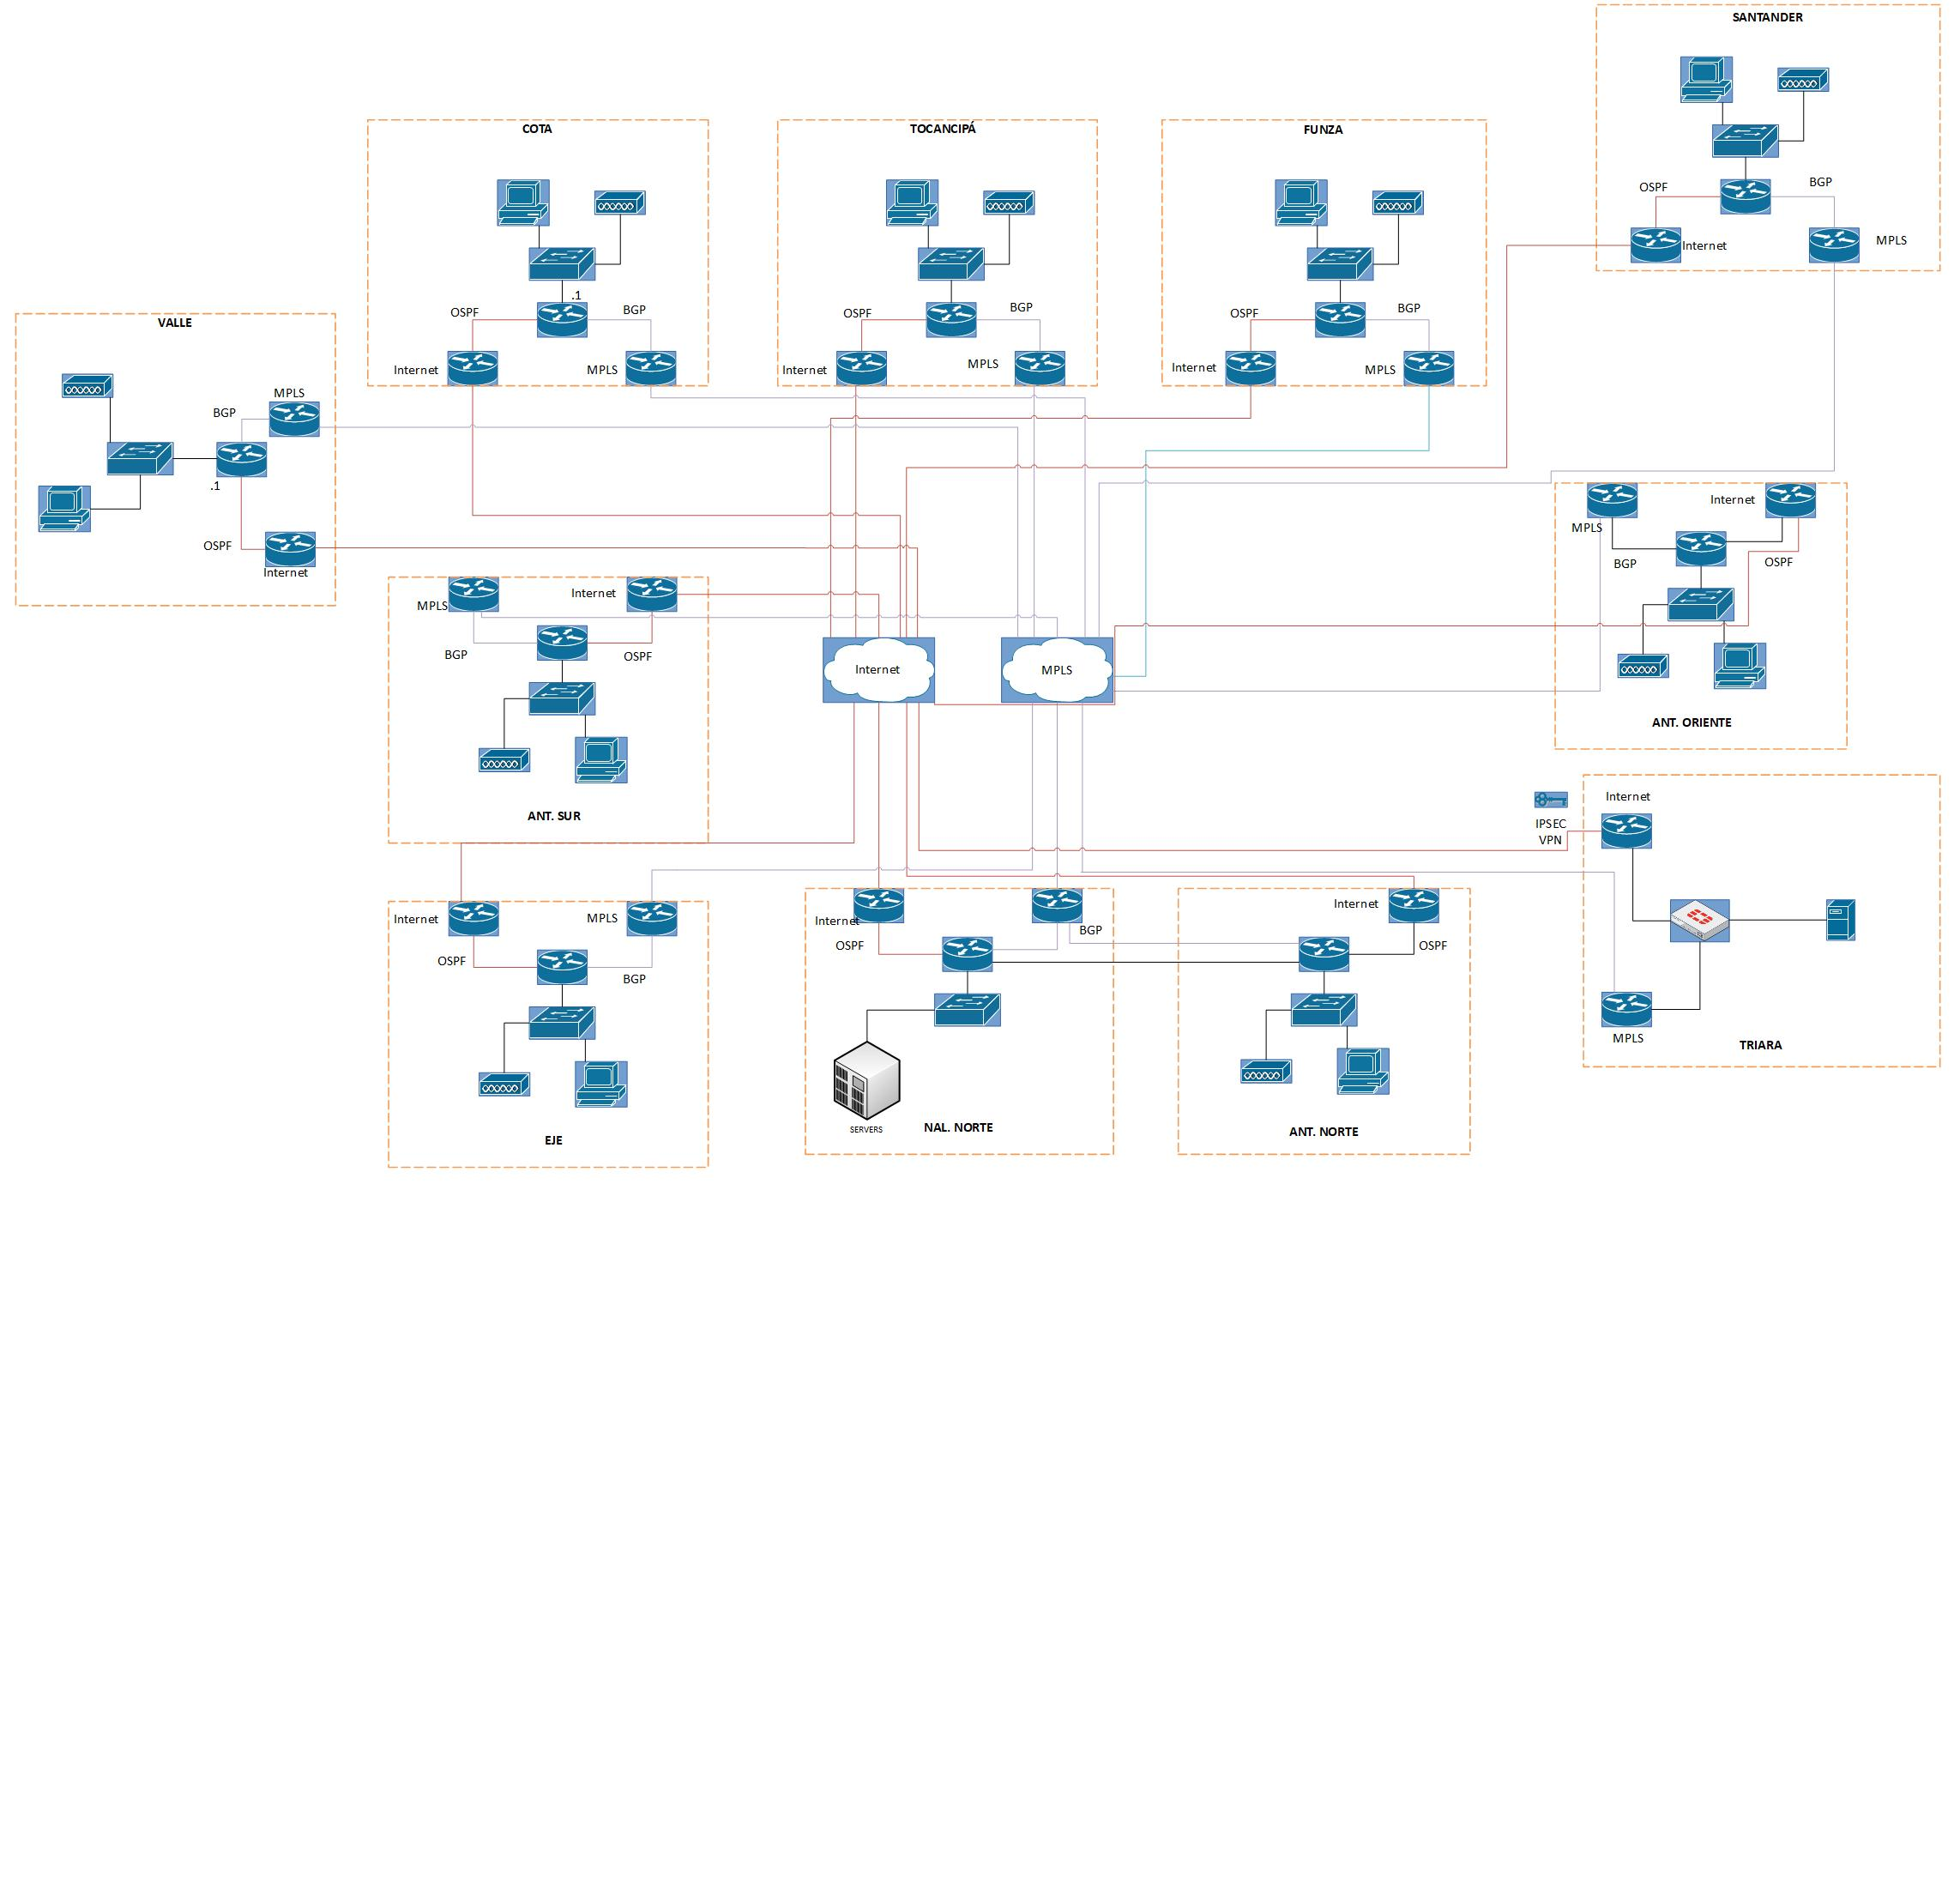 SANTANDER
OSPF
BGP
Internet
MPLS
COTA
.1
OSPF
BGP
Internet
MPLS
TOCANCIPÁ
OSPF
BGP
Internet
MPLS
FUNZA
OSPF
BGP
Internet
MPLS
VALLE
MPLS
BGP
.1
OSPF
Internet
MPLS
Internet
BGP
OSPF
ANT. SUR
Internet
MPLS
MPLS
Internet
BGP
OSPF
ANT. ORIENTE
IPSEC
VPN
Internet
MPLS
TRIARA
Internet
MPLS
OSPF
BGP
EJE
Internet
OSPF
BGP
SERVERS
NAL. NORTE
Internet
OSPF
ANT. NORTE